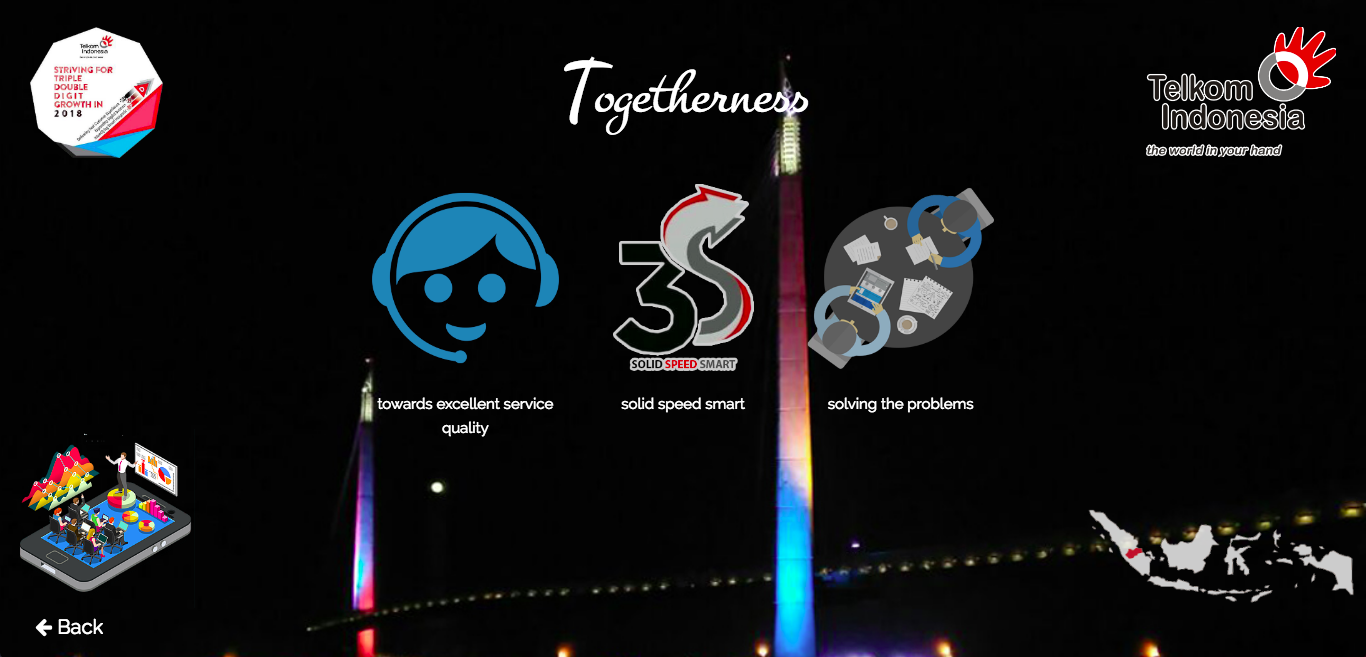 Telkom
Indonesia
STRIVING FOR
TRIPLE
DOUBLE
DIGIT
GROWTH IN
2018
Togetherness
Telkom
Indonesia
the world in your hand
3S
SOLID SPEED SMART
towards excellent service
quality
solid speed smart
solving the problems
Back